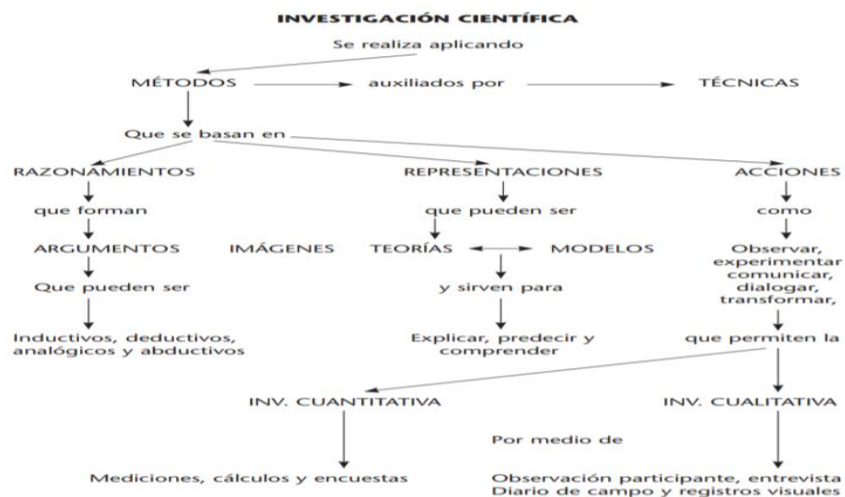 INVESTIGACIÓN CIENTÍFICA
Se realiza aplicando
MÉTODOS auxiliados por TÉCNICAS
Que se basan en
RAZONAMIENTOS REPRESENTACIONES ACCIONES
que forman que pueden ser como
ARGUMENTOS IMÁGENES TEORÍAS MODELOS Observar,
experimentar
comunicar,
dialogar,
transformar,
Que pueden ser y sirven para
Inductivos, deductivos,
analógicos y abductivos
Explicar, predecir y
comprender
que permiten la
INV. CUANTITATIVA INV. CUALITATIVA
Por medio de
Mediciones, cálculos y encuestas
Observación participante, entrevista
Diario de campo y registros visuales